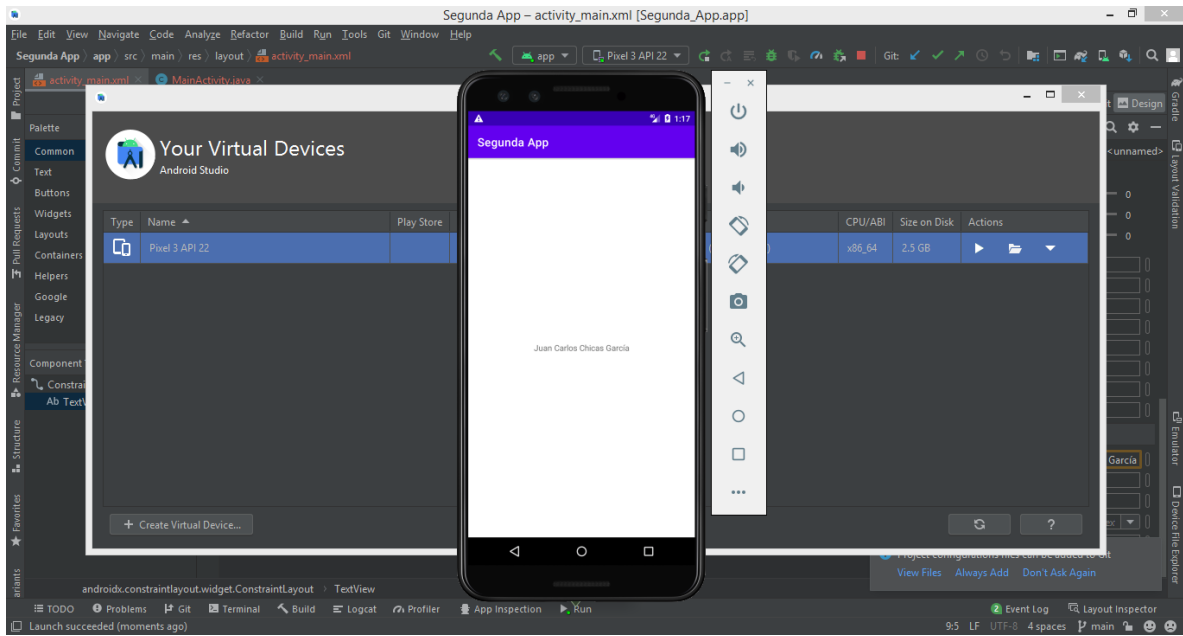 Segunda App – activity_main.xml [Segunda_App.app]
File Edit View Navigate Code Analyze Refactor Build Run Tools Git Window Help
Segunda App app src main res layout activity_main.xml
app
Pixel 3 API 22
Git:
activity_main.xml
MainActivity.java
Design
Project
Commit
Pull Requests
Resource Manager
Structure
Favorites
Gradle
Layout Validation
Emulator
Device File Explorer
Palette
Common
Text
Buttons
Widgets
Layouts
Containers
Helpers
Google
Legacy
Component
Constrai
Ab
<unnamed>
0
0
0
García
Your Virtual Devices
Android Studio
Type Name Play Store CPU/ABI Size on Disk Actions
Pixel 3 API 22 x86_64 2.5 GB
+ Create Virtual Device...
?
1:17
Segunda App
Juan Carlos Chicas García
Project configurations files can be added to Git
View Files Always Add Don't Ask Again
androidx.constraintlayout.widget.ConstraintLayout TextView
TODO Problems Git Terminal Build Logcat Profiler App Inspection Run 2 Event Log Layout Inspector
Launch succeeded (moments ago) 9:5 LF UTF-8 4 spaces main